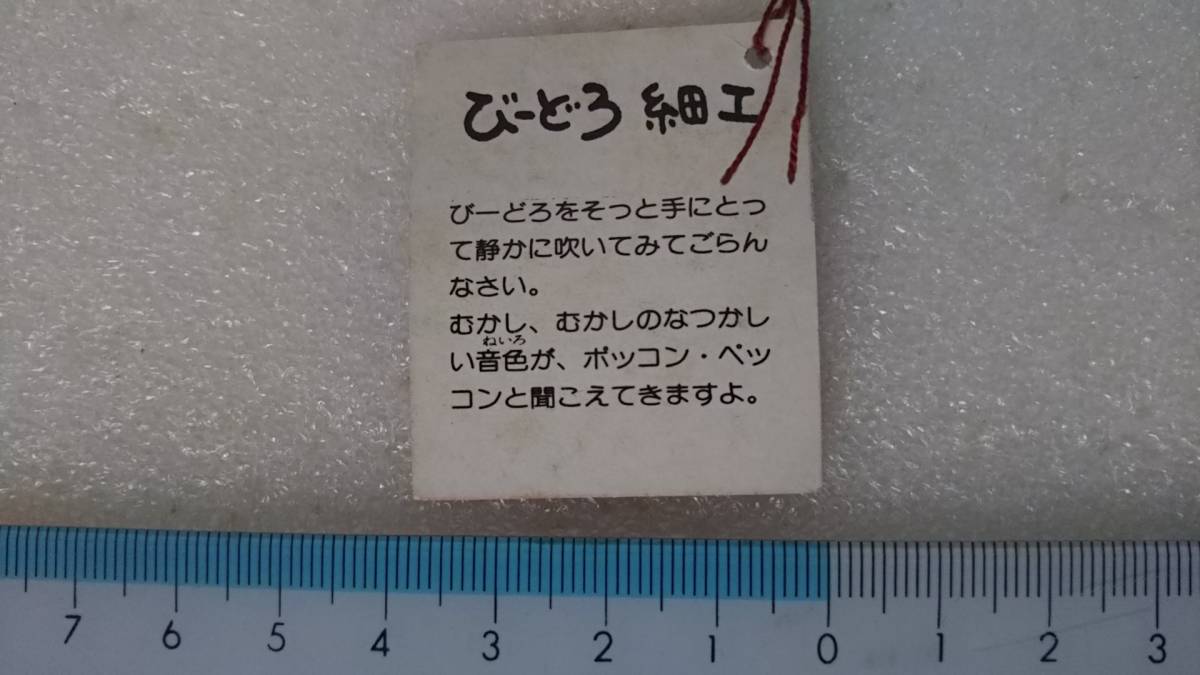 びーどろ 細工
びーどろをそっと手にとっ
て静かに吹いてみてごらん
なさい。
むかし、むかしのなつかし
ねいろ
い音色が、ポッコン・ペッ
コンと聞こえてきますよ。
7 6 5 4 3 2 1 0 1 2 3